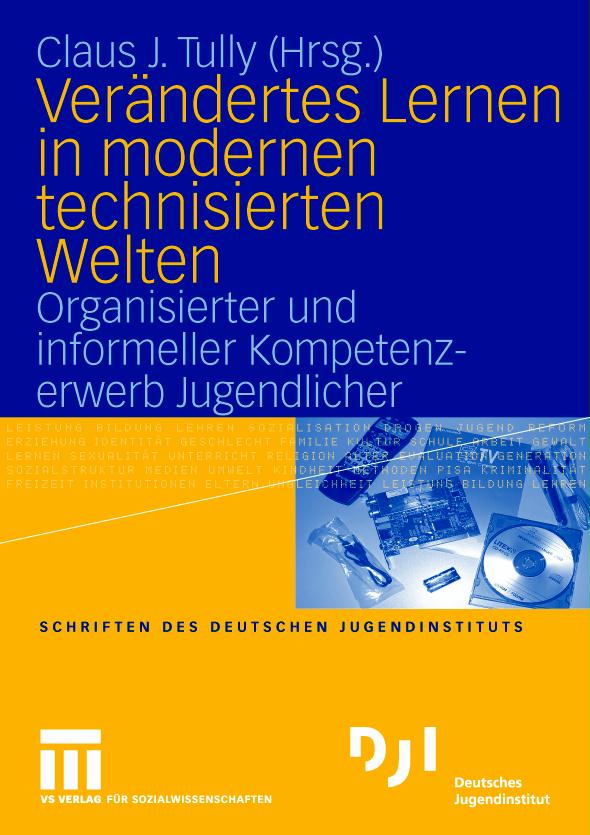 Claus J. Tully (Hrsg.)
Verändertes Lernen
in modernen
technisierten
Welten
Organisierter und
informeller Kompetenz-
erwerb Jugendlicher
LEISTUNG BILDUNG LEHREN SOZIALISATION DROGEN JUGEND REFORM
ERZIEHUNG IDENTITÄT GESCHLECHT FAMILIE KULTUR SCHULE ARBEIT GEWALT
LERNEN SEXUALITÄT UNTERRICHT RELIGION ALTER EVALUATION GENERATION
SOZIALSTRUKTUR MEDIEN UMWELT KINDHEIT METHODEN PISA KRIMINALITÄT
FREIZEIT INSTITUTIONEN ELTERN UNGLEICHHEIT LEISTUNG BILDUNG LEHREN
TV
LITEON
SCHRIFTEN DES DEUTSCHEN JUGENDINSTITUTS
DJI
Deutsches
Jugendinstitut
VS VERLAG FÜR SOZIALWISSENSCHAFTEN